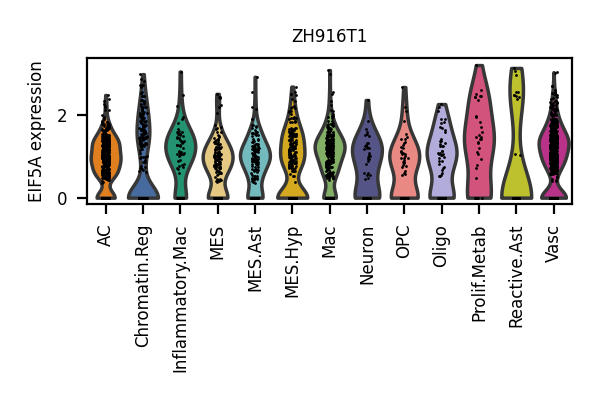 ZH916T1
EIF5A expression
2
0
AC
Chromatin.Reg
Inflammatory.Mac
MES
MES.Ast
MES.Hyp
Mac
Neuron
OPC
Oligo
Prolif.Metab
Reactive.Ast
Vasc